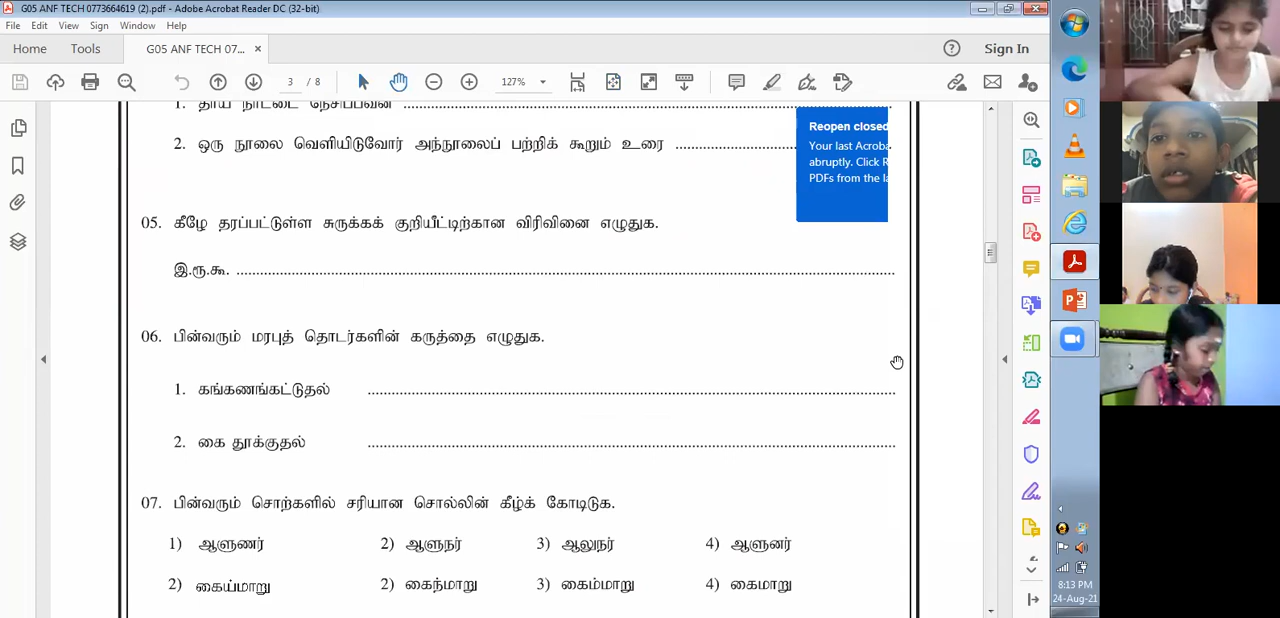 G05 ANF TECH 0773664619 (2).pdf - Adobe Acrobat Reader DC (32-bit)
File Edit View Sign Window Help
Home Tools G05 ANF TECH 07... × Sign In
3 / 8 127%
1. தாய் நாட்டை நேசிப்பவன் ........................
2. ஒரு நூலை வெளியிடுவோர் அந்நூலைப் பற்றிக் கூறும் உரை ........................
Reopen closed
Your last Acroba
abruptly. Click R
PDFs from the la
05. கீழே தரப்பட்டுள்ள சுருக்கக் குறியீட்டிற்கான விரிவினை எழுதுக.
இ.ரூ.கூ. ........................
06. பின்வரும் மரபுத் தொடர்களின் கருத்தை எழுதுக.
1. கங்கணங்கட்டுதல் ........................
2. கை தூக்குதல் ........................
07. பின்வரும் சொற்களில் சரியான சொல்லின் கீழ்க் கோடிடுக.
1) ஆளுணர் 2) ஆளுநர் 3) ஆலுநர் 4) ஆளுனர்
2) கைய்மாறு 2) கைந்மாறு 3) கைம்மாறு 4) கைமாறு
8:13 PM
24-Aug-21